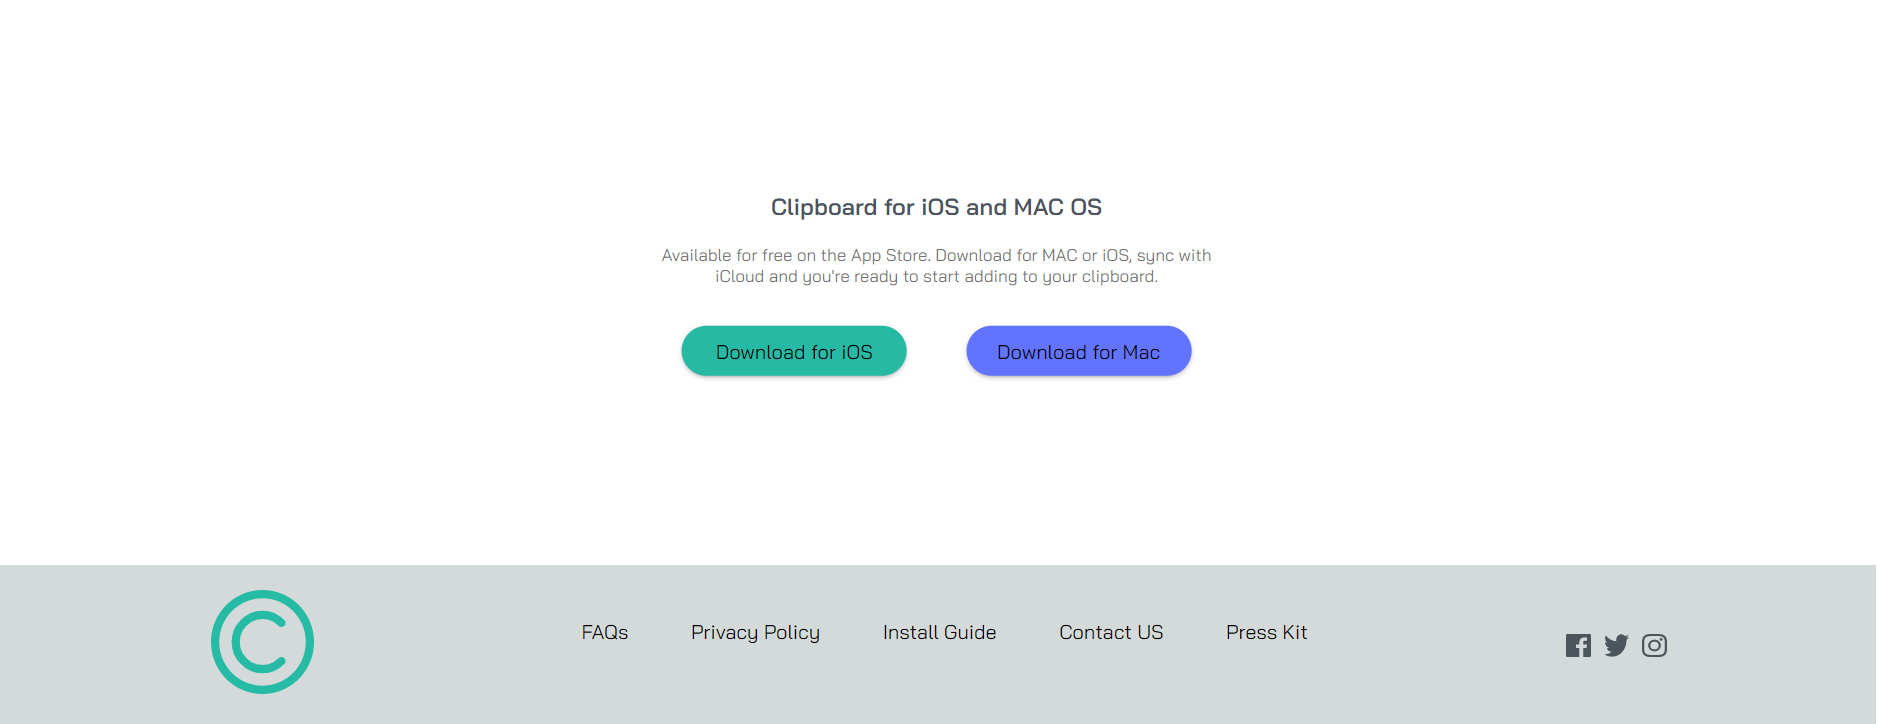 Clipboard for iOS and MAC OS
Available for free on the App Store. Download for MAC or iOS, sync with
iCloud and you're ready to start adding to your clipboard.
Download for iOS
Download for Mac
C
FAQs
Privacy Policy
Install Guide
Contact US
Press Kit